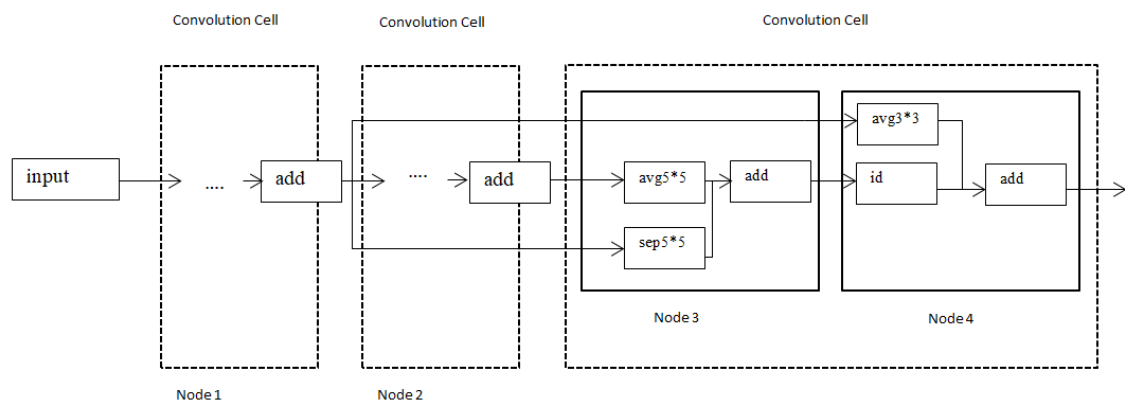 Convolution Cell
Convolution Cell
Convolution Cell
input
....
add
....
add
avg5*5
sep5*5
add
avg3*3
id
add
Node 3
Node 4
Node 1
Node 2